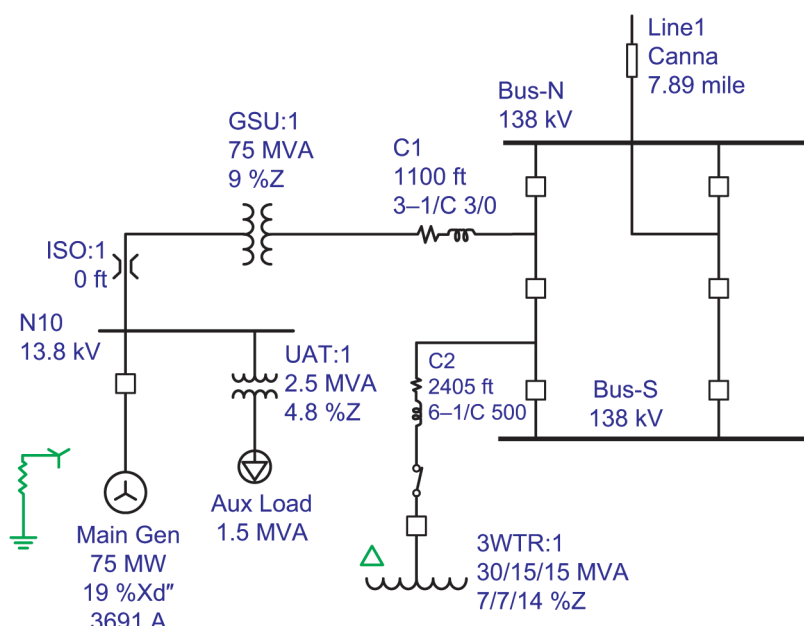 Line1
Canna
7.89 mile
Bus-N
138 kV
GSU:1
75 MVA
9 %Z
C1
1100 ft
3–1/C 3/0
ISO:1
0 ft
N10
13.8 kV
UAT:1
2.5 MVA
4.8 %Z
C2
2405 ft
6–1/C 500
Bus-S
138 kV
Aux Load
1.5 MVA
Main Gen
75 MW
19 %Xd″
3691 A
3WTR:1
30/15/15 MVA
7/7/14 %Z